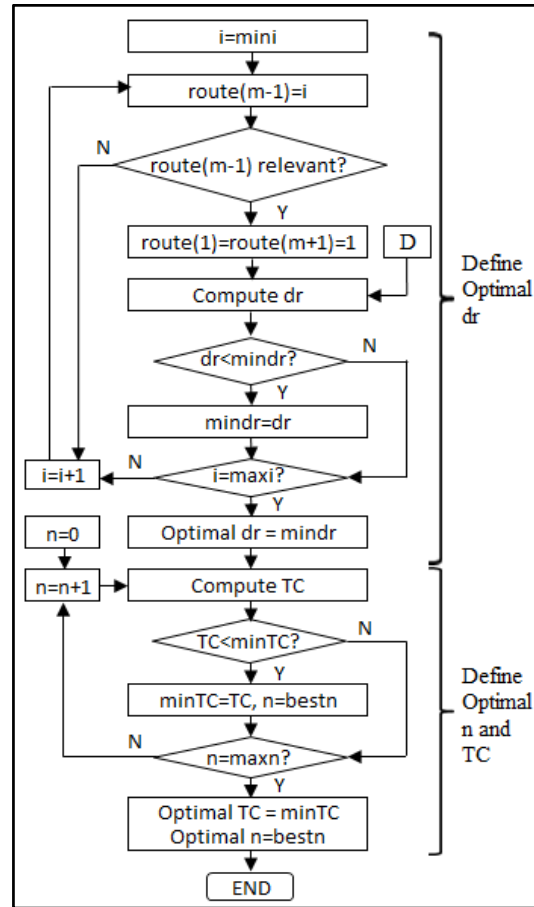 i=mini
route(m-1)=i
N
route(m-1) relevant?
Y
route(1)=route(m+1)=1
D
Define
Optimal
dr
Compute dr
N
dr<mindr?
Y
mindr=dr
i=i+1
N
i=maxi?
Y
n=0
Optimal dr = mindr
n=n+1
Compute TC
N
TC<minTC?
Y
Define
Optimal
n and
TC
minTC=TC, n=bestn
N
n=maxn?
Y
Optimal TC = minTC
Optimal n=bestn
END